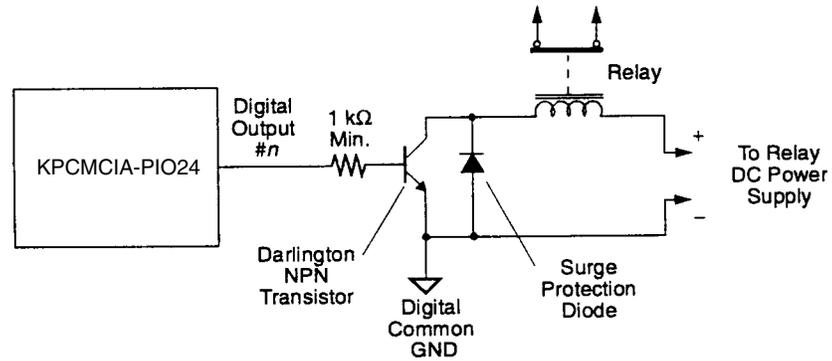 KPCMCIA-PIO24
Digital
Output
#n
1 kΩ
Min.
Relay
+
To Relay
DC Power
Supply
−
Darlington
NPN
Transistor
Surge
Protection
Diode
Digital
Common
GND